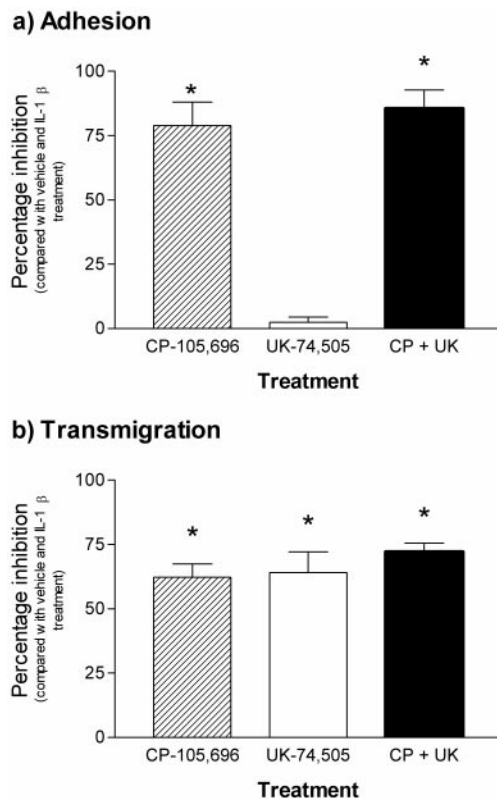 a) Adhesion
Percentage inhibition
(compared with vehicle and IL-1 β
treatment)
100
75
50
25
0
*
*
CP-105,696
UK-74,505
CP + UK
Treatment
b) Transmigration
Percentage inhibition
(compared with vehicle and IL-1 β
treatment)
100
75
50
25
0
*
*
*
CP-105,696
UK-74,505
CP + UK
Treatment